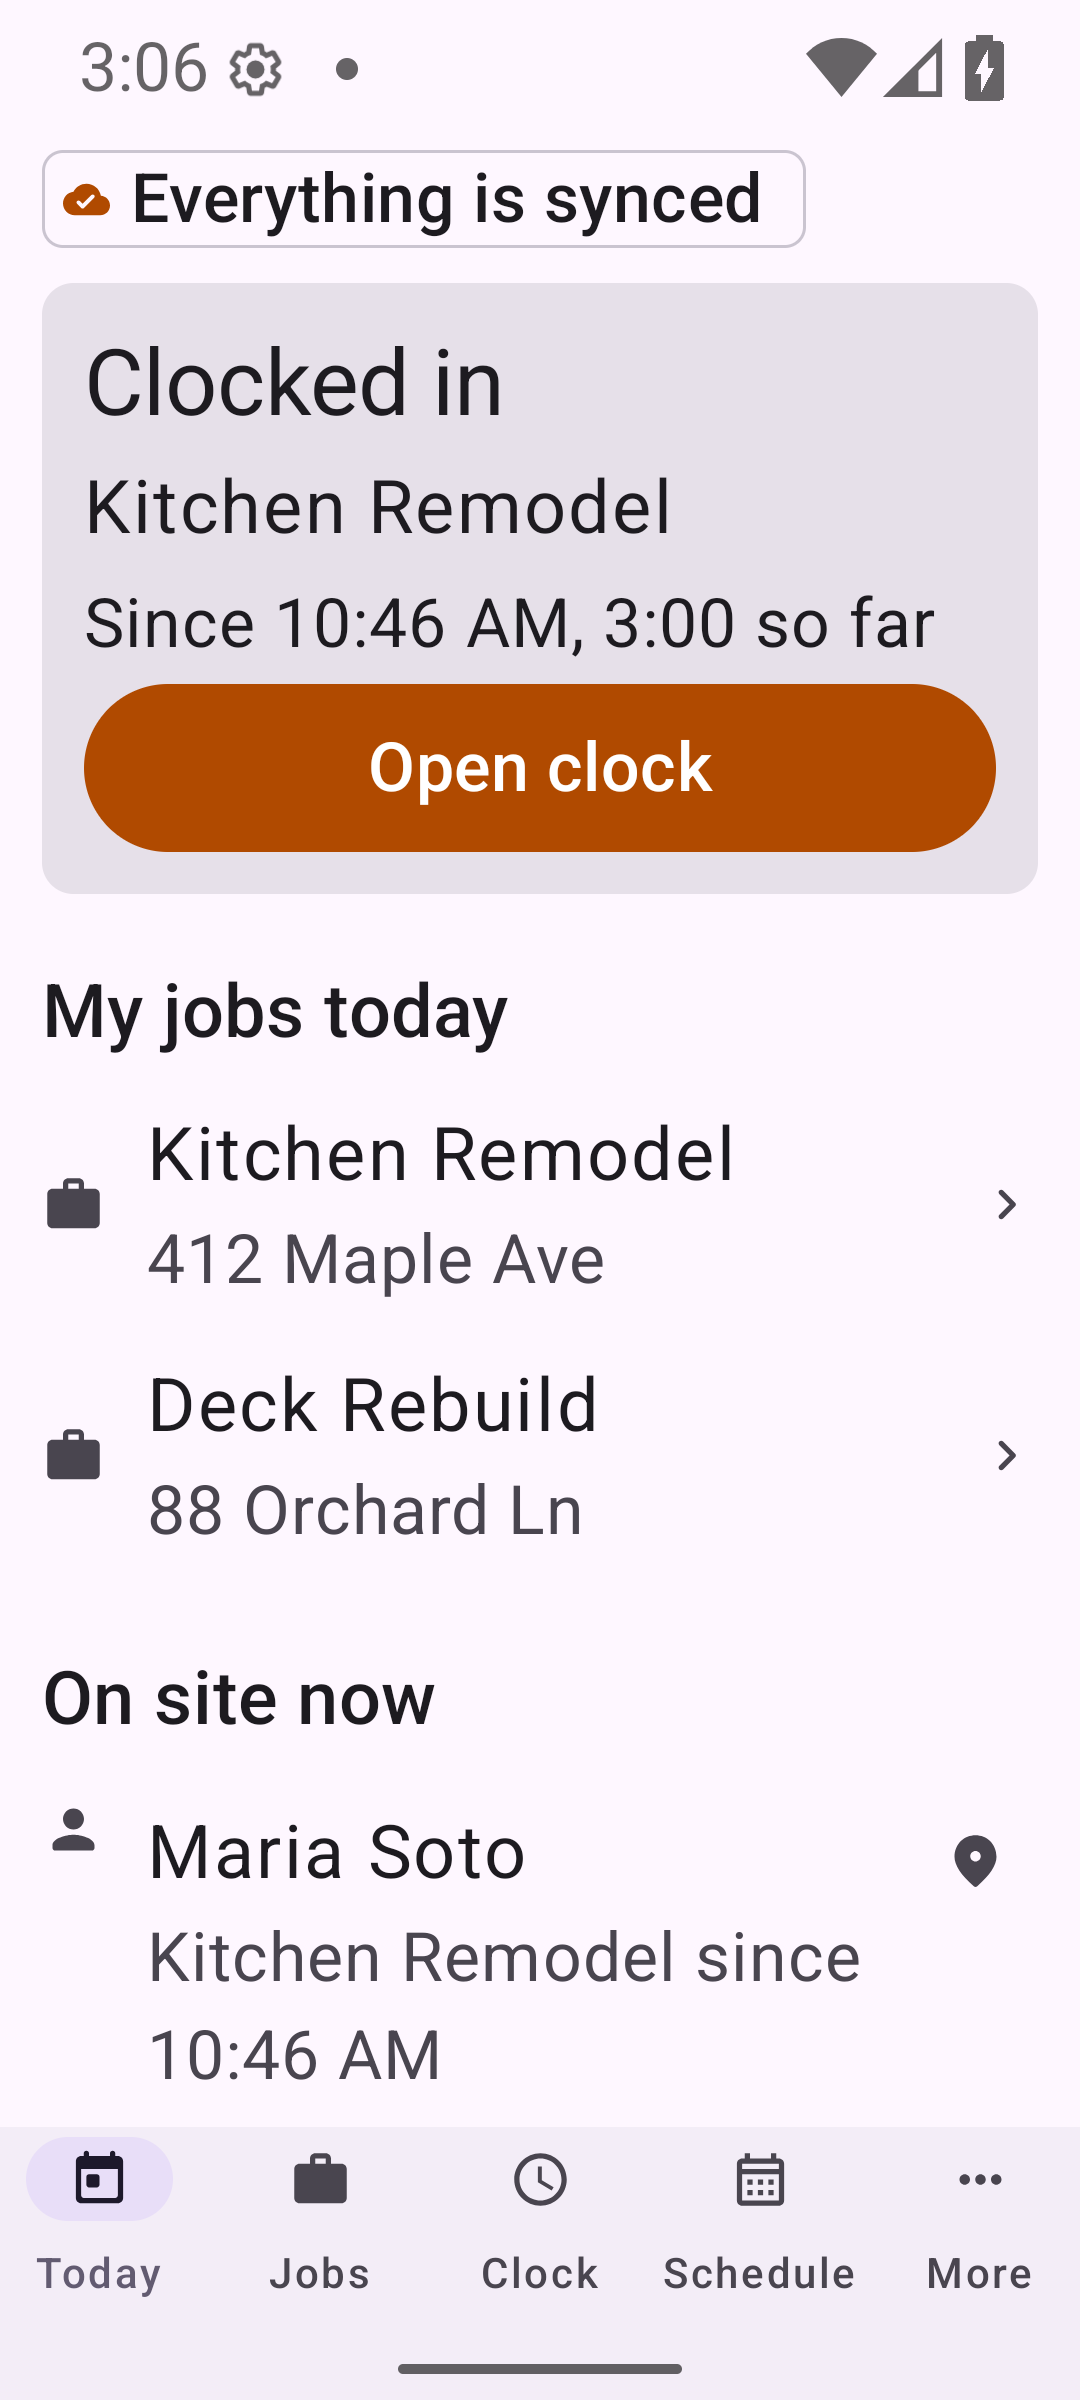 3:06
Everything is synced
Clocked in
Kitchen Remodel
Since 10:46 AM, 3:00 so far
Open clock
My jobs today
Kitchen Remodel
412 Maple Ave
Deck Rebuild
88 Orchard Ln
On site now
Maria Soto
Kitchen Remodel since
10:46 AM
Today
Jobs
Clock
Schedule
More